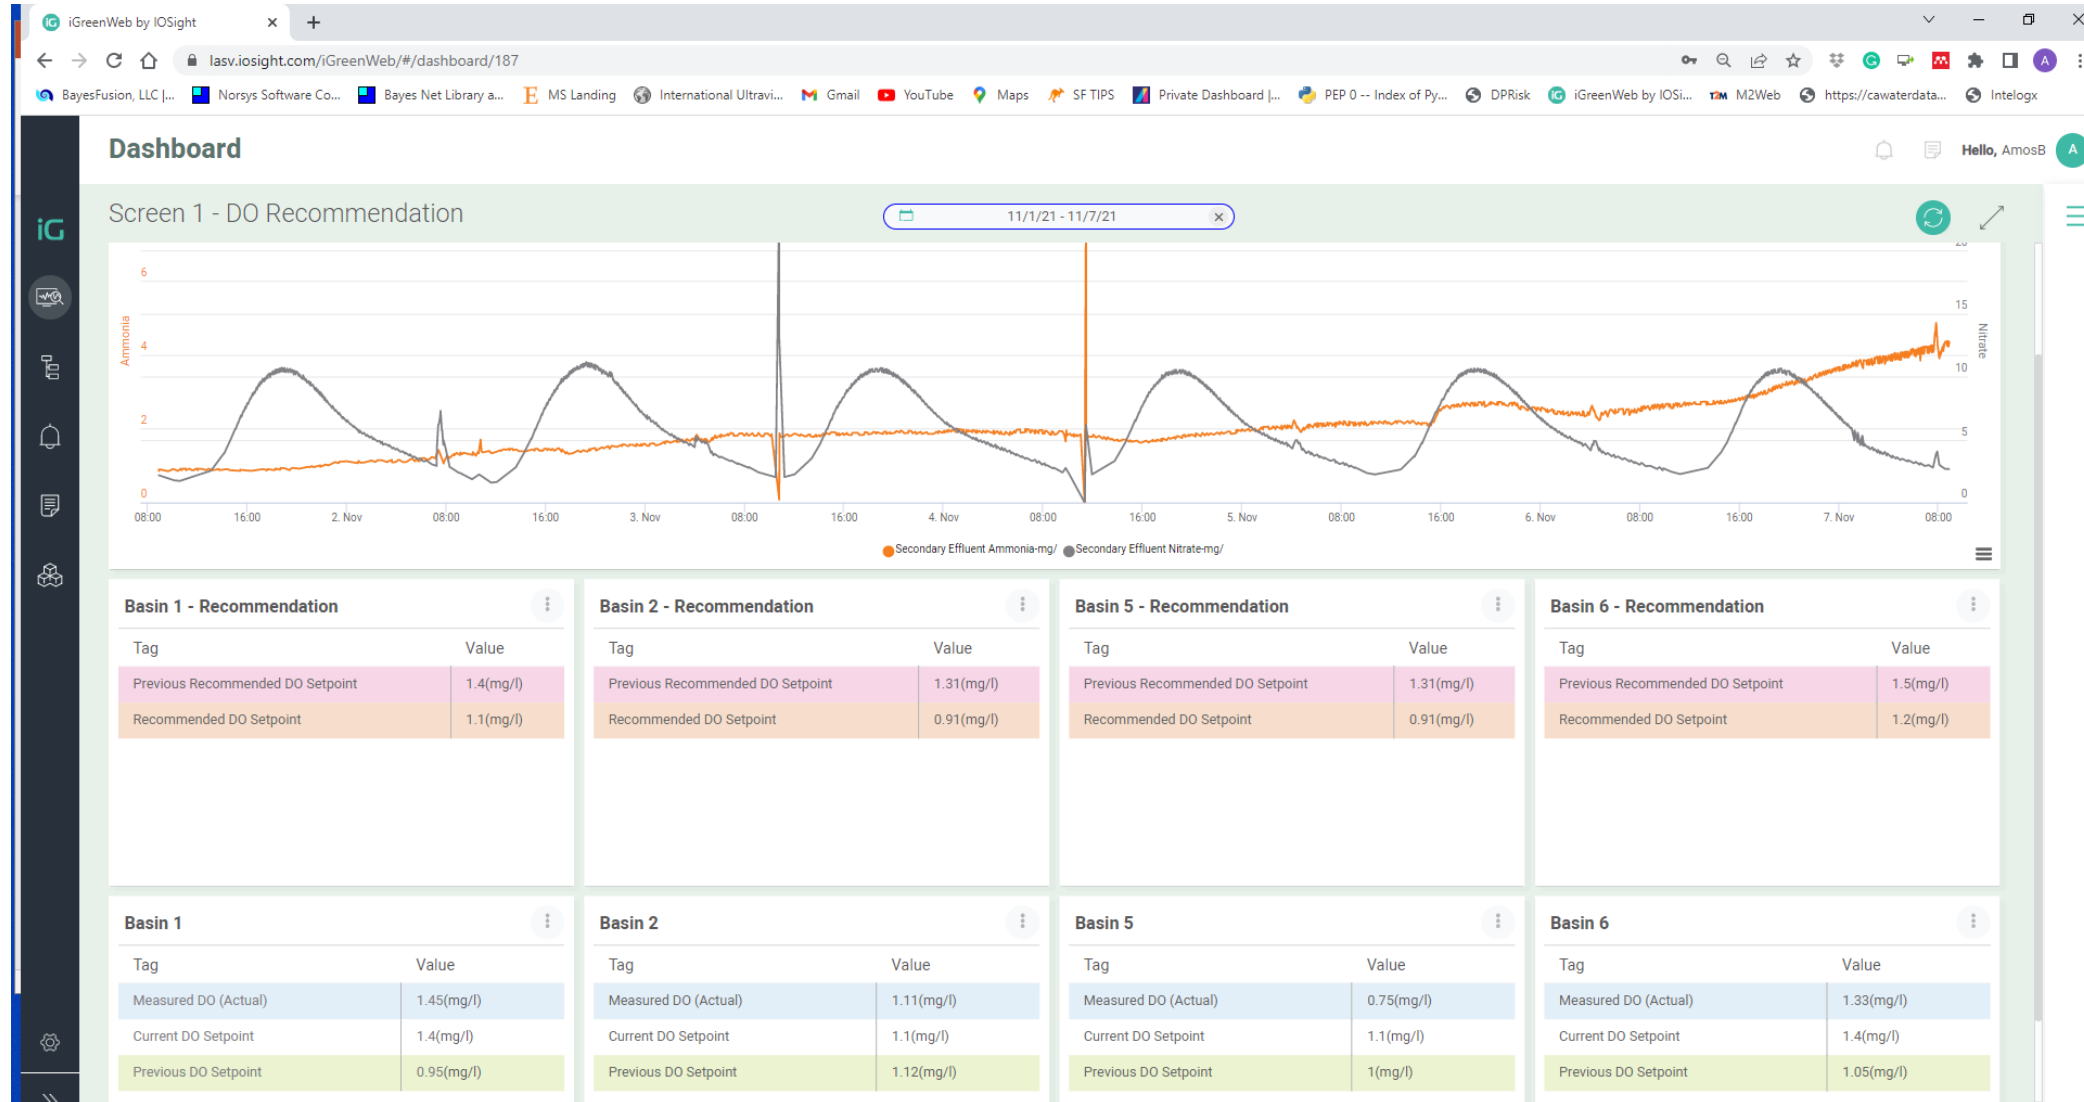 iG iGreenWeb by IOSight × +
lasv.iosight.com/iGreenWeb/#/dashboard/187 G A
BayesFusion, LLC |... Norsys Software Co... Bayes Net Library a... E MS Landing International Ultravi... M Gmail YouTube Maps SF TIPS Private Dashboard |... PEP 0 -- Index of Py... DPRisk iG iGreenWeb by IOSi... T2M M2Web https://cawaterdata... Intelogx
Dashboard
Hello, AmosB A
iG
Screen 1 - DO Recommendation
11/1/21 - 11/7/21
6
4
2
0
Ammonia
15
10
5
0
Nitrate
08:00 16:00 2. Nov 08:00 16:00 3. Nov 08:00 16:00 4. Nov 08:00 16:00 5. Nov 08:00 16:00 6. Nov 08:00 16:00 7. Nov 08:00
Secondary Effluent Ammonia-mg/ Secondary Effluent Nitrate-mg/
Basin 1 - Recommendation
Tag Value
Previous Recommended DO Setpoint 1.4(mg/l)
Recommended DO Setpoint 1.1(mg/l)
Basin 2 - Recommendation
Tag Value
Previous Recommended DO Setpoint 1.31(mg/l)
Recommended DO Setpoint 0.91(mg/l)
Basin 5 - Recommendation
Tag Value
Previous Recommended DO Setpoint 1.31(mg/l)
Recommended DO Setpoint 0.91(mg/l)
Basin 6 - Recommendation
Tag Value
Previous Recommended DO Setpoint 1.5(mg/l)
Recommended DO Setpoint 1.2(mg/l)
Basin 1
Tag Value
Measured DO (Actual) 1.45(mg/l)
Current DO Setpoint 1.4(mg/l)
Previous DO Setpoint 0.95(mg/l)
Basin 2
Tag Value
Measured DO (Actual) 1.11(mg/l)
Current DO Setpoint 1.1(mg/l)
Previous DO Setpoint 1.12(mg/l)
Basin 5
Tag Value
Measured DO (Actual) 0.75(mg/l)
Current DO Setpoint 1.1(mg/l)
Previous DO Setpoint 1(mg/l)
Basin 6
Tag Value
Measured DO (Actual) 1.33(mg/l)
Current DO Setpoint 1.4(mg/l)
Previous DO Setpoint 1.05(mg/l)